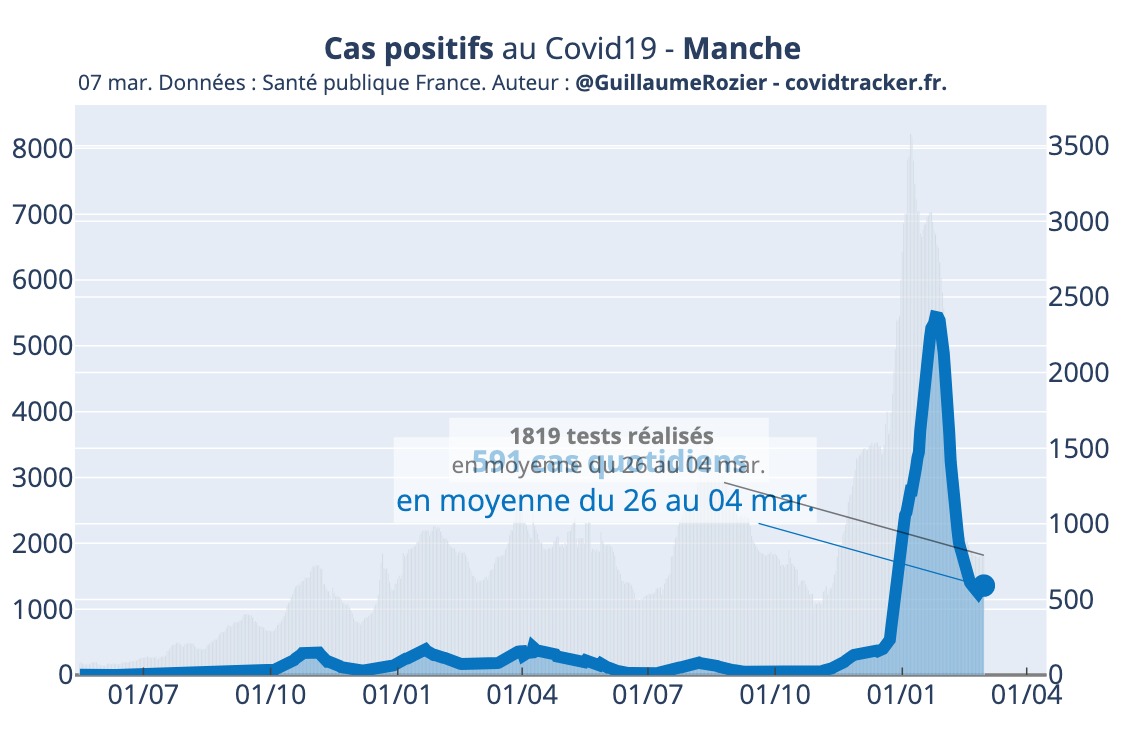 Cas positifs au Covid19 - Manche
07 mar. Données : Santé publique France. Auteur : @GuillaumeRozier - covidtracker.fr.
8000
7000
6000
5000
4000
3000
2000
1000
0
3500
3000
2500
2000
1500
1000
500
0
1819 tests réalisés
en moyenne du 26 au 04 mar.
591 cas quotidiens
en moyenne du 26 au 04 mar.
01/07 01/10 01/01 01/04 01/07 01/10 01/01 01/04